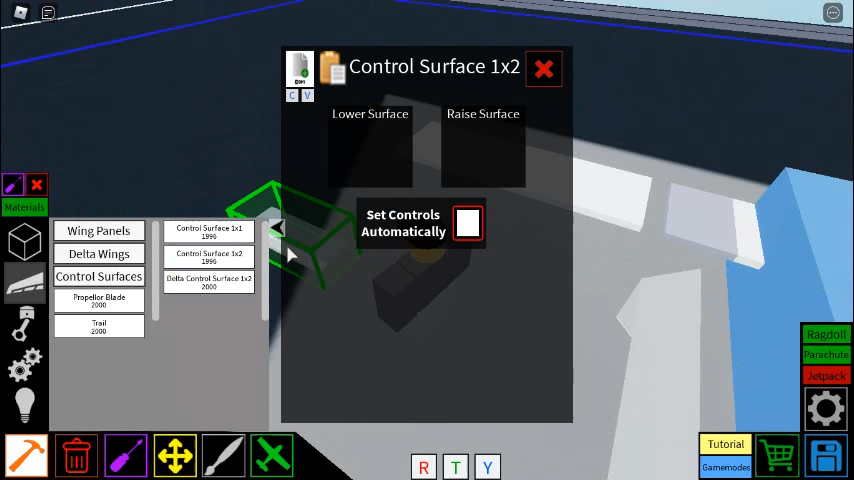 Control Surface 1x2
COPY
C V
Lower Surface
Raise Surface
Set Controls
Automatically
Materials
Wing Panels
Delta Wings
Control Surfaces
Propellor Blade
2000
Trail
2000
Control Surface 1x1
1996
Control Surface 1x2
1996
Delta Control Surface 1x2
2000
Ragdoll
Parachute
Jetpack
R T Y
Tutorial
Gamemodes